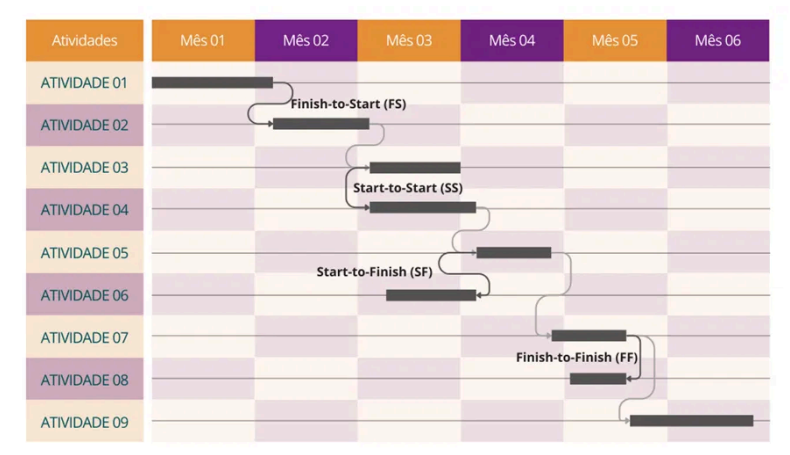 Atividades Mês 01 Mês 02 Mês 03 Mês 04 Mês 05 Mês 06
ATIVIDADE 01
Finish-to-Start (FS)
ATIVIDADE 02
ATIVIDADE 03
Start-to-Start (SS)
ATIVIDADE 04
ATIVIDADE 05
Start-to-Finish (SF)
ATIVIDADE 06
ATIVIDADE 07
Finish-to-Finish (FF)
ATIVIDADE 08
ATIVIDADE 09